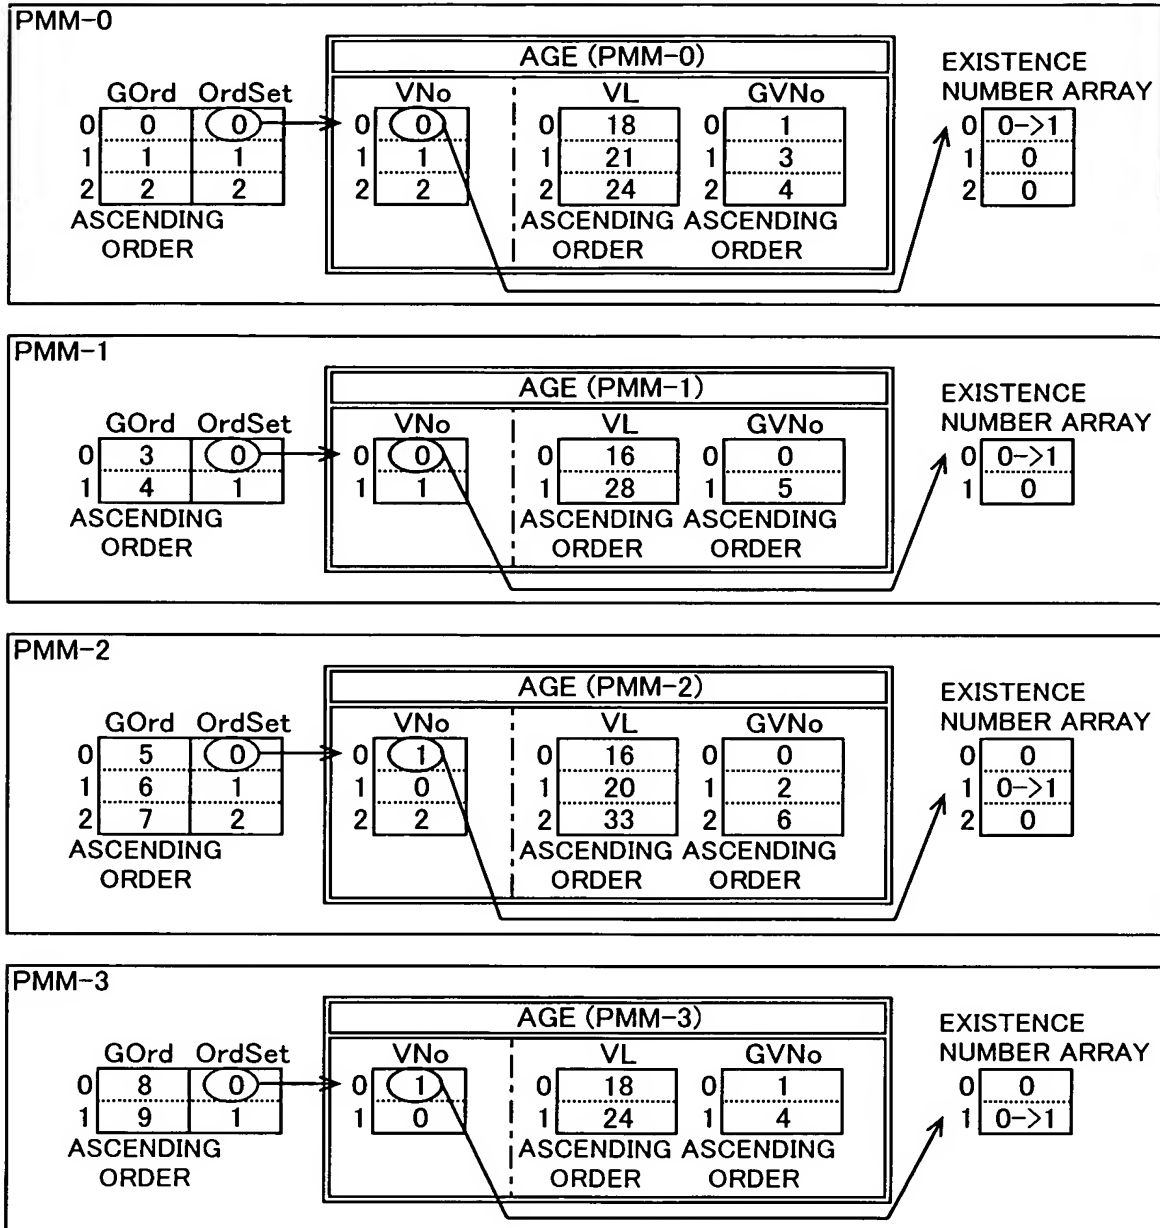 PMM-0
AGE (PMM-0)
EXISTENCE
NUMBER ARRAY
GOrd OrdSet VNo VL GVNo
0 0 0 0 0 0 18 0 1 0 0->1
1 1 1 1 1 1 21 1 3 1 0
2 2 2 2 2 2 24 2 4 2 0
ASCENDING ASCENDING ASCENDING
ORDER ORDER ORDER
PMM-1
AGE (PMM-1)
EXISTENCE
NUMBER ARRAY
GOrd OrdSet VNo VL GVNo
0 3 0 0 0 0 16 0 0 0 0->1
1 4 1 1 1 1 28 1 5 1 0
ASCENDING ASCENDING ASCENDING
ORDER ORDER ORDER
PMM-2
AGE (PMM-2)
EXISTENCE
NUMBER ARRAY
GOrd OrdSet VNo VL GVNo
0 5 0 0 1 0 16 0 0 0 0
1 6 1 1 0 1 20 1 2 1 0->1
2 7 2 2 2 2 33 2 6 2 0
ASCENDING ASCENDING ASCENDING
ORDER ORDER ORDER
PMM-3
AGE (PMM-3)
EXISTENCE
NUMBER ARRAY
GOrd OrdSet VNo VL GVNo
0 8 0 0 1 0 18 0 1 0 0
1 9 1 1 0 1 24 1 4 1 0->1
ASCENDING ASCENDING ASCENDING
ORDER ORDER ORDER